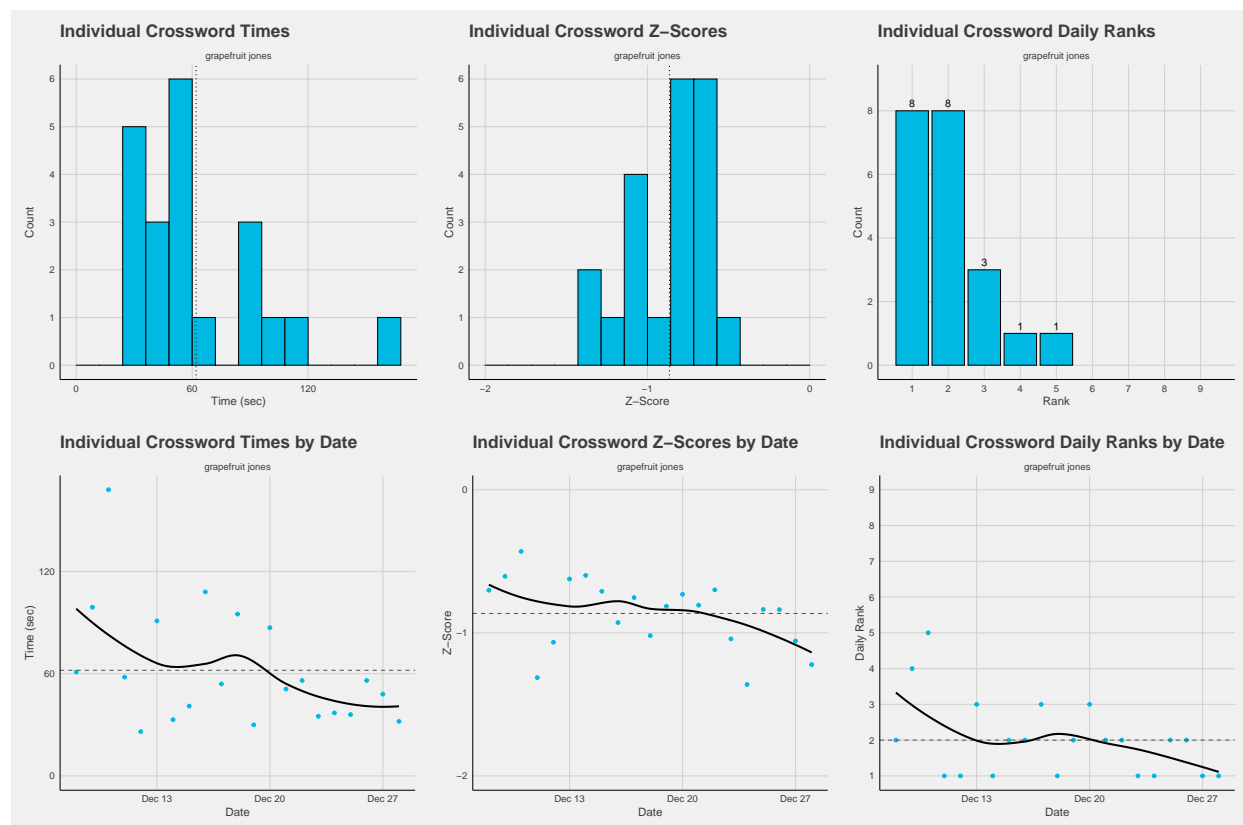 Individual Crossword Times
grapefruit jones
Count
6
5
4
3
2
1
0
0 60 120
Time (sec)
Individual Crossword Z−Scores
grapefruit jones
Count
6
5
4
3
2
1
0
−2 −1 0
Z−Score
Individual Crossword Daily Ranks
grapefruit jones
Count
8
6
4
2
0
8 8 3 1 1
1 2 3 4 5 6 7 8 9
Rank
Individual Crossword Times by Date
grapefruit jones
Time (sec)
120
60
0
Dec 13 Dec 20 Dec 27
Date
Individual Crossword Z−Scores by Date
grapefruit jones
Z−Score
0
−1
−2
Dec 13 Dec 20 Dec 27
Date
Individual Crossword Daily Ranks by Date
grapefruit jones
Daily Rank
9
8
7
6
5
4
3
2
1
Dec 13 Dec 20 Dec 27
Date